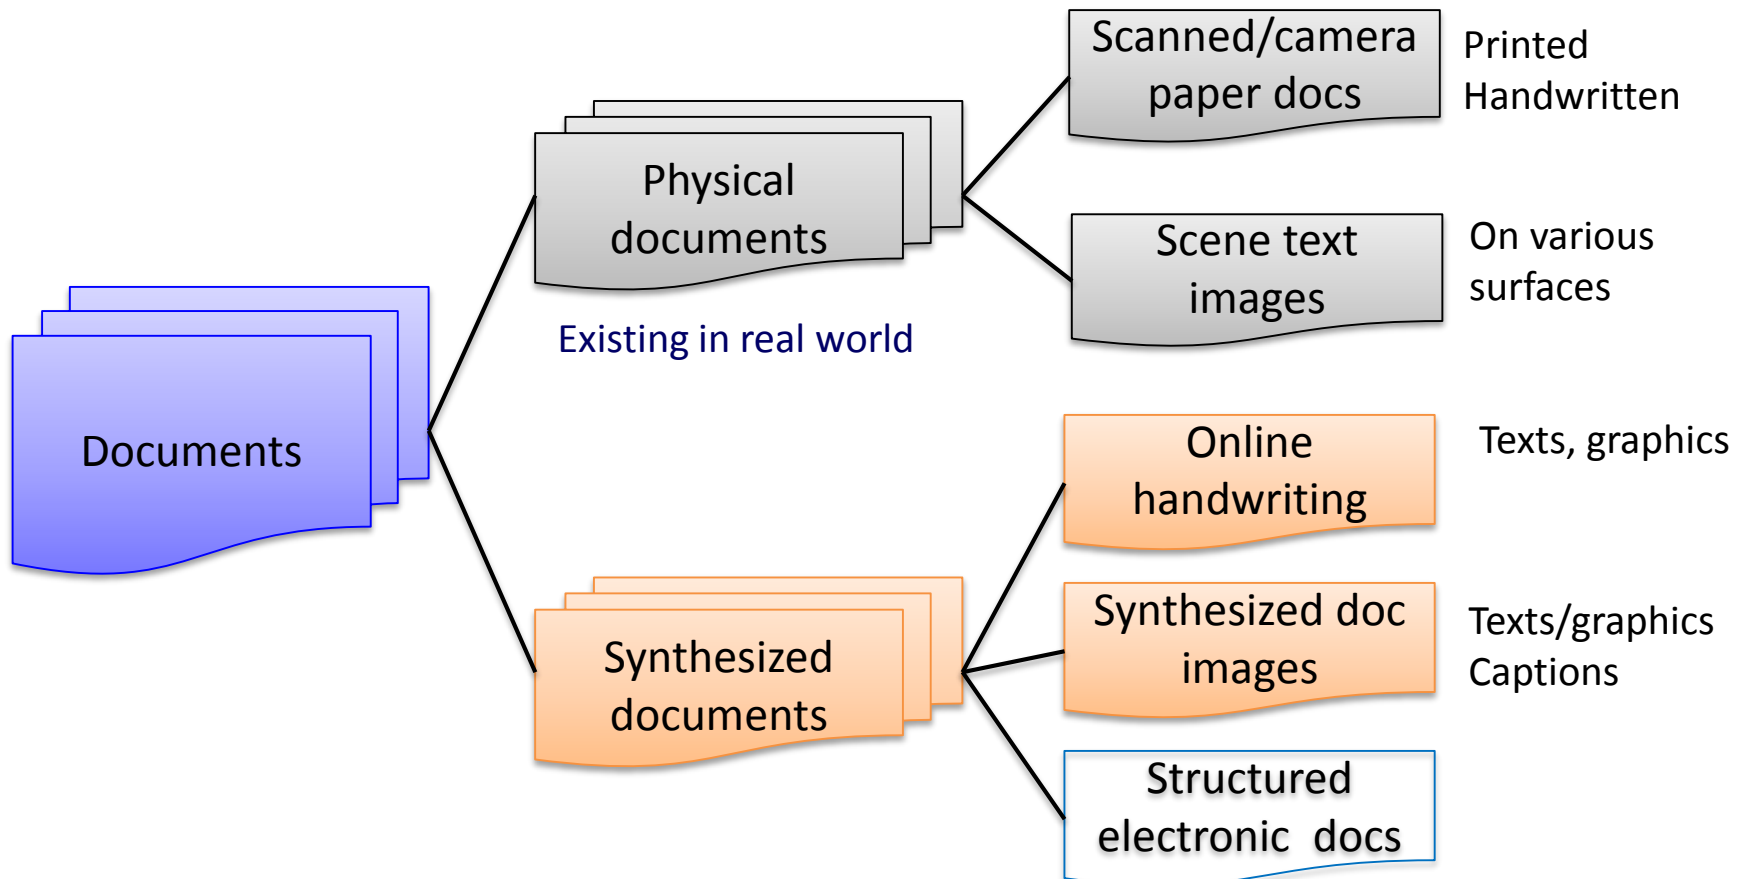 Documents
Physical
documents
Existing in real world
Scanned/camera
paper docs
Printed
Handwritten
Scene text
images
On various
surfaces
Synthesized
documents
Online
handwriting
Texts, graphics
Synthesized doc
images
Texts/graphics
Captions
Structured
electronic docs